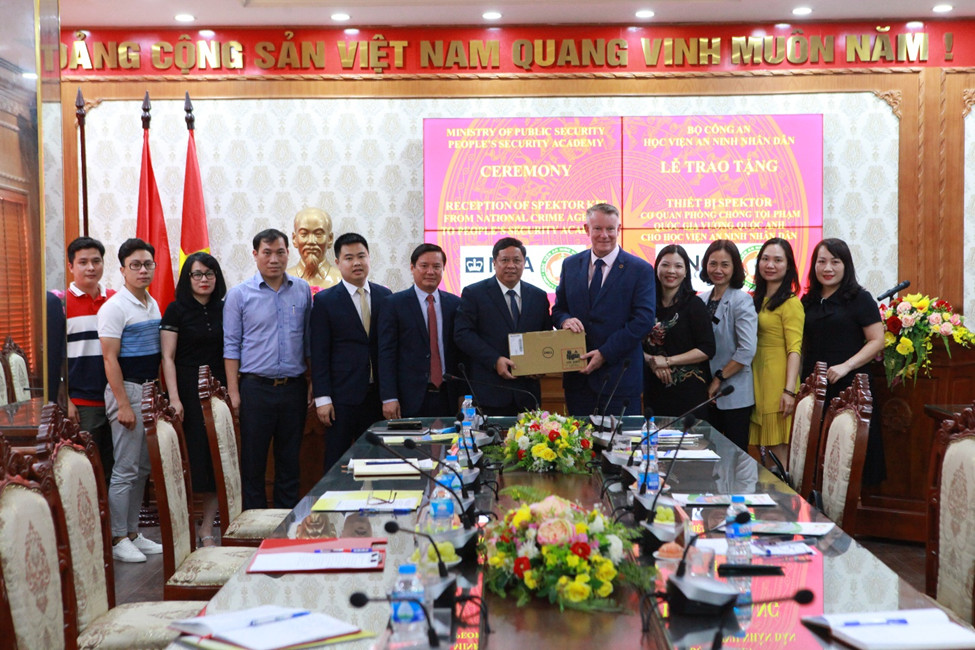 ĐẢNG CỘNG SẢN VIỆT NAM QUANG VINH MUÔN NĂM !
MINISTRY OF PUBLIC SECURITY
PEOPLE'S SECURITY ACADEMY
CEREMONY
RECEPTION OF SPEKTOR
FROM NATIONAL CRIME
TO PEOPLE'S SECURITY
BỘ CÔNG AN
HỌC VIỆN AN NINH NHÂN DÂN
LỄ TRAO TẶNG
THIẾT BỊ SPEKTOR
CƠ QUAN PHÒNG CHỐNG TỘI PHẠM
QUỐC GIA VƯƠNG QUỐC ANH
CHO HỌC VIỆN AN NINH NHÂN DÂN
DELL